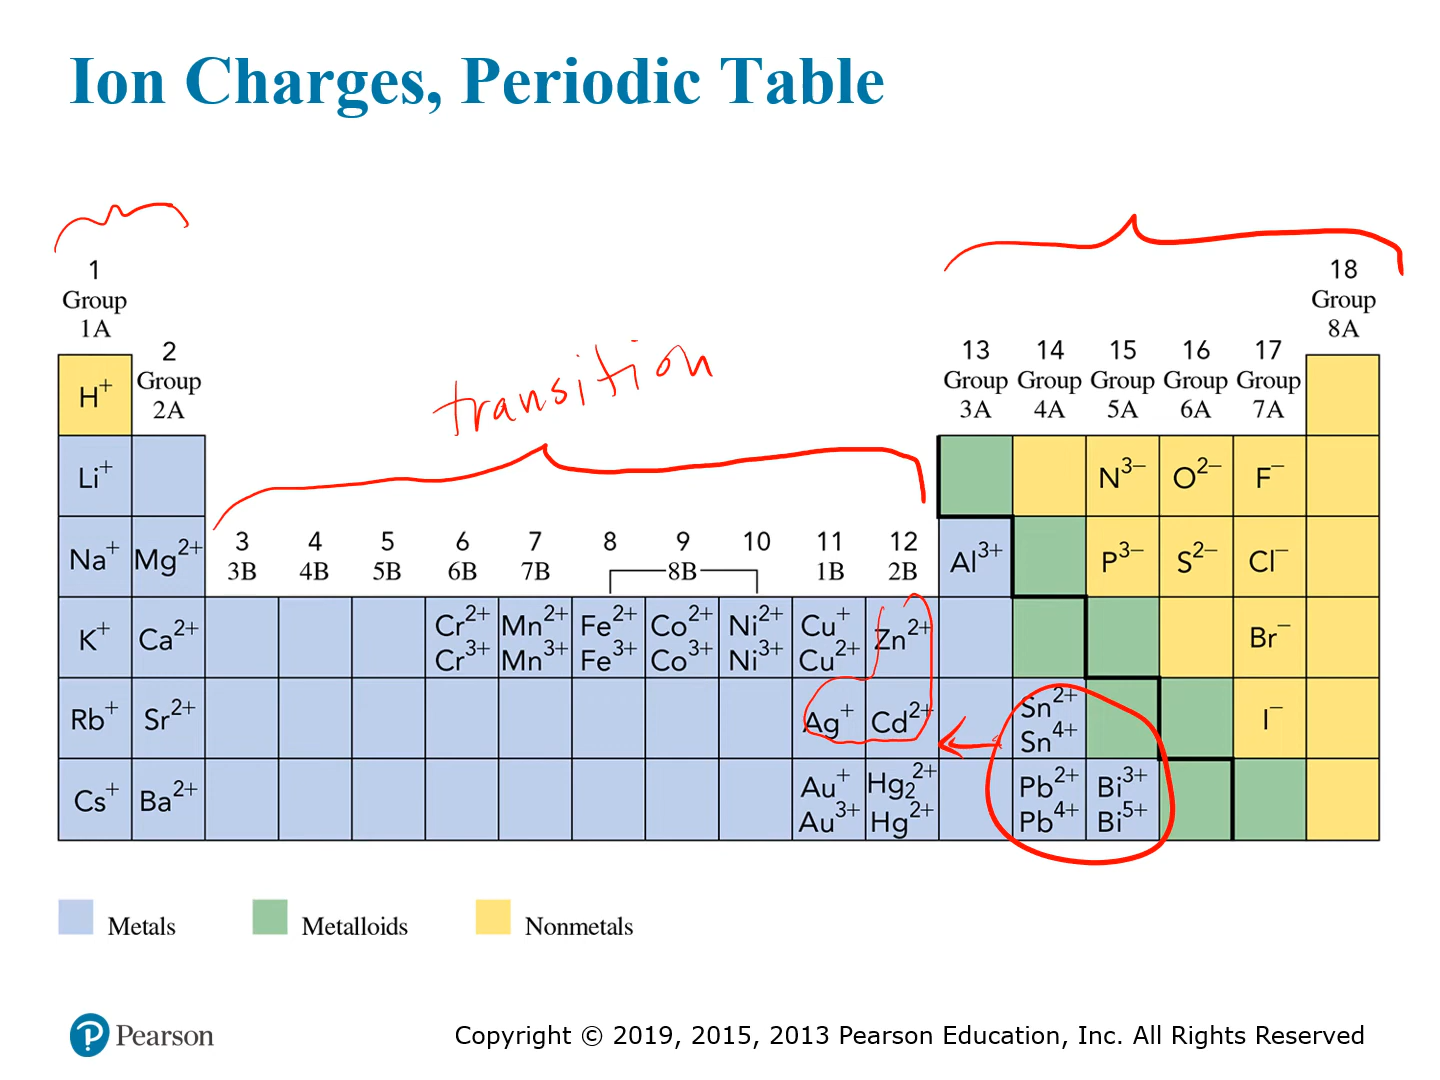 Ion Charges, Periodic Table
1
Group
1A
18
Group
8A
2
Group
2A
13 14 15 16 17
Group Group Group Group Group
3A 4A 5A 6A 7A
transition
H⁺
Li⁺ N³⁻ O²⁻ F⁻
3 4 5 6 7 8 9 10 11 12
3B 4B 5B 6B 7B 8B 1B 2B
Na⁺ Mg²⁺ Al³⁺ P³⁻ S²⁻ Cl⁻
K⁺ Ca²⁺ Cr²⁺ Cr³⁺ Mn²⁺ Mn³⁺ Fe²⁺ Fe³⁺ Co²⁺ Co³⁺ Ni²⁺ Ni³⁺ Cu⁺ Cu²⁺ Zn²⁺ Br⁻
Rb⁺ Sr²⁺ Ag⁺ Cd²⁺ Sn²⁺ Sn⁴⁺ I⁻
Cs⁺ Ba²⁺ Au⁺ Au³⁺ Hg₂²⁺ Hg²⁺ Pb²⁺ Pb⁴⁺ Bi³⁺ Bi⁵⁺
Metals Metalloids Nonmetals
Pearson
Copyright © 2019, 2015, 2013 Pearson Education, Inc. All Rights Reserved